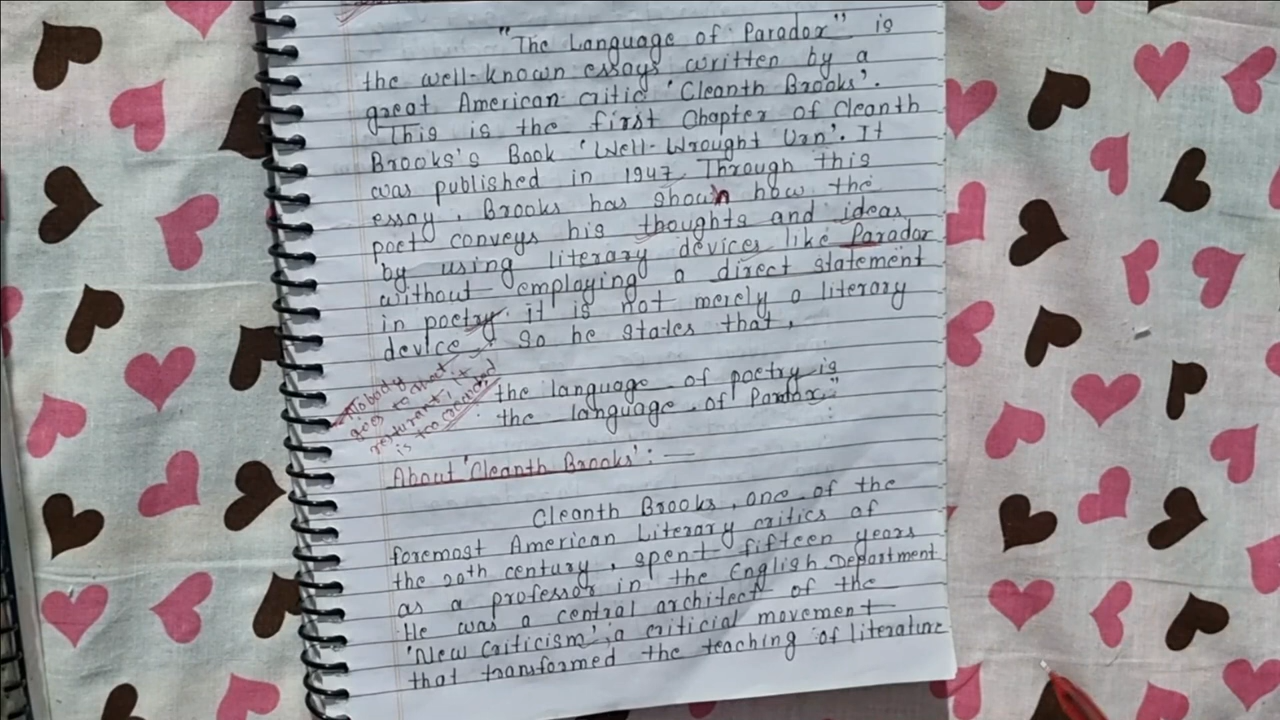 "The Language of Paradox" is
the well-known essays written by a
great American critic 'Cleanth Brooks'.
This is the first Chapter of Cleanth
Brooks's Book 'Well-Wrought Urn'. It
was published in 1947. Through this
essay, Brooks has shown how the
poet conveys his thoughts and ideas
by using literary devices like Paradox
without employing a direct statement
in poetry. it is not merely a literary
device, so he states that,
Nobody
goes to that
resturant, it
is too crowded
"the language of poetry is
the language of Paradox."
About 'Cleanth Brooks' : —
Cleanth Brooks, one of the
foremost American Literary critics of
the 20th century, spent fifteen years
as a professor in the English Department
He was a central architect of the
'New Criticism', a criticial movement
that transformed the teaching of literature